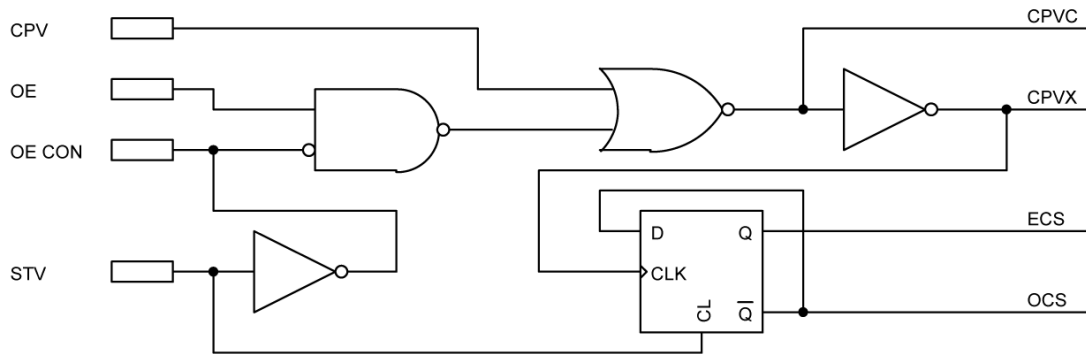 CPV
CPVC
OE
CPVX
OE CON
D
Q
ECS
STV
CLK
CL
Q̅
OCS